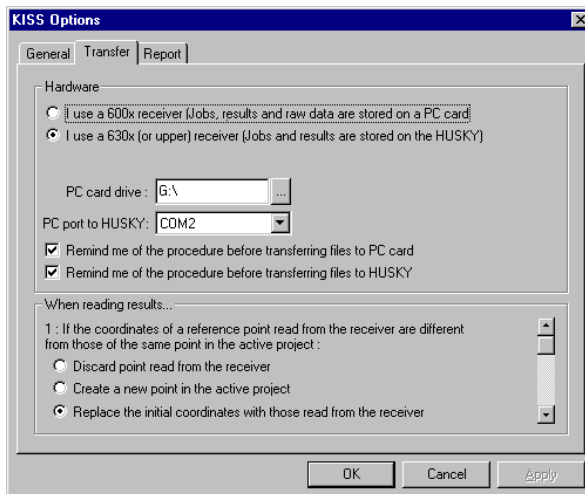 KISS Options
General Transfer Report
Hardware
I use a 600x receiver (Jobs, results and raw data are stored on a PC card
I use a 630x (or upper) receiver (Jobs and results are stored on the HUSKY)
PC card drive : G:\ ...
PC port to HUSKY: COM2
Remind me of the procedure before transferring files to PC card
Remind me of the procedure before transferring files to HUSKY
When reading results...
1 : If the coordinates of a reference point read from the receiver are different
from those of the same point in the active project :
Discard point read from the receiver
Create a new point in the active project
Replace the initial coordinates with those read from the receiver
OK Cancel Apply